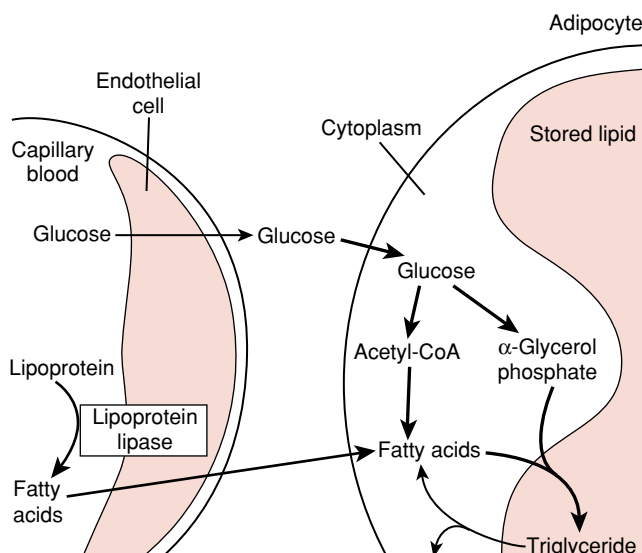 Adipocyte
Endothelial
cell
Cytoplasm
Stored lipid
Capillary
blood
Glucose
Glucose
Glucose
Acetyl-CoA
α-Glycerol
phosphate
Lipoprotein
Lipoprotein
lipase
Fatty acids
Fatty
acids
Triglyceride